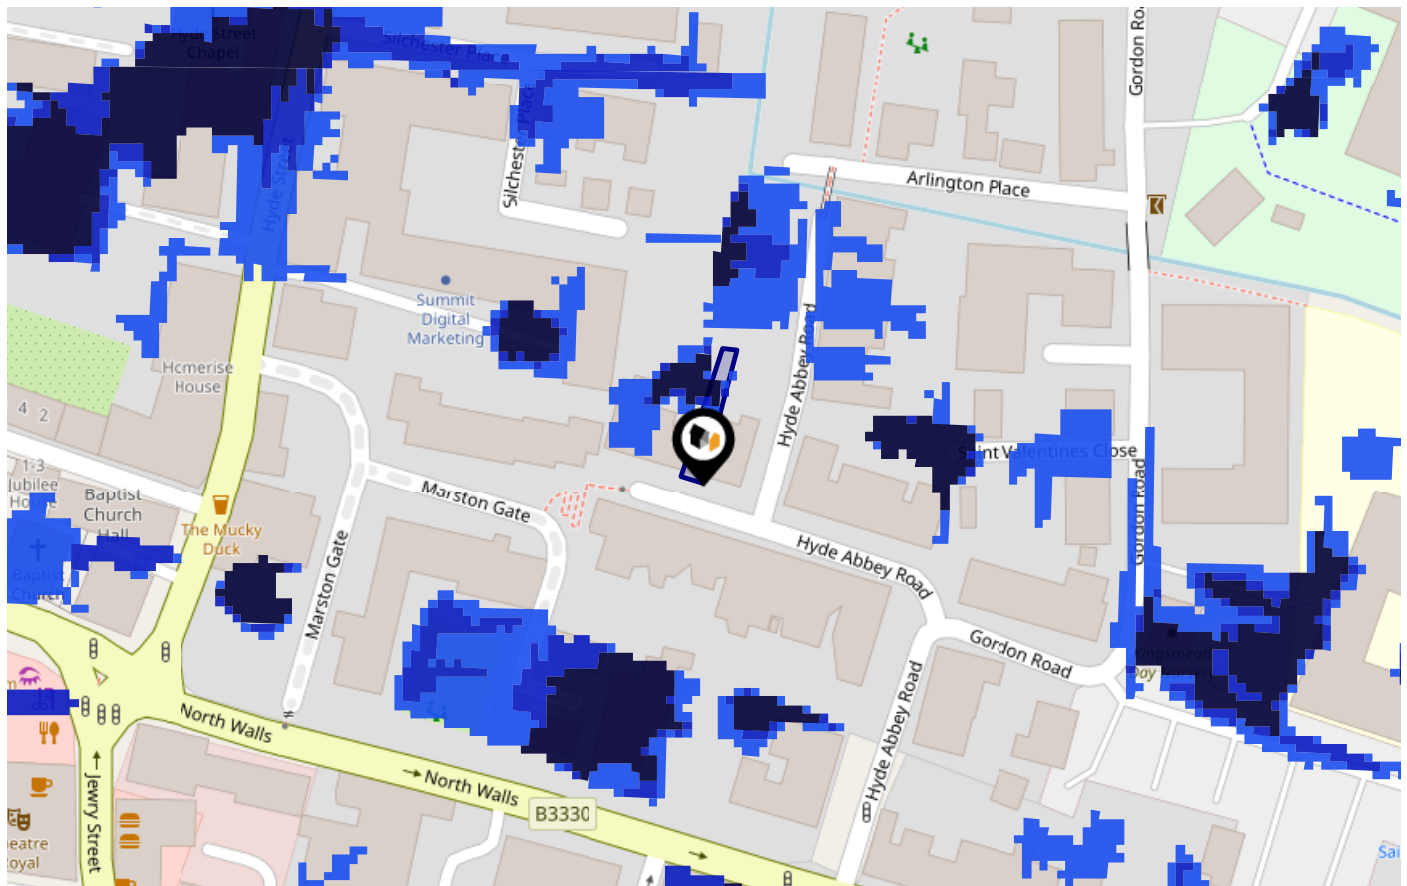 Hyde Street
Chapel
Silchester Place
Silchester Place
Gordon Road
Hyde Street
Arlington Place
Summit
Digital
Marketing
Hyde Abbey Road
Homerise
House
4
2
1-3
Jubilee
House
Baptist
Church
Hall
The Mucky
Duck
Marston Gate
Saint Valentines Close
Gordon Road
Baptist
Church
Marston Gate
Hyde Abbey Road
Gordon Road
Kingsmead
Day Nursery
North Walls
North Walls
B3330
Hyde Abbey Road
Jewry Street
eatre
oyal
Sai